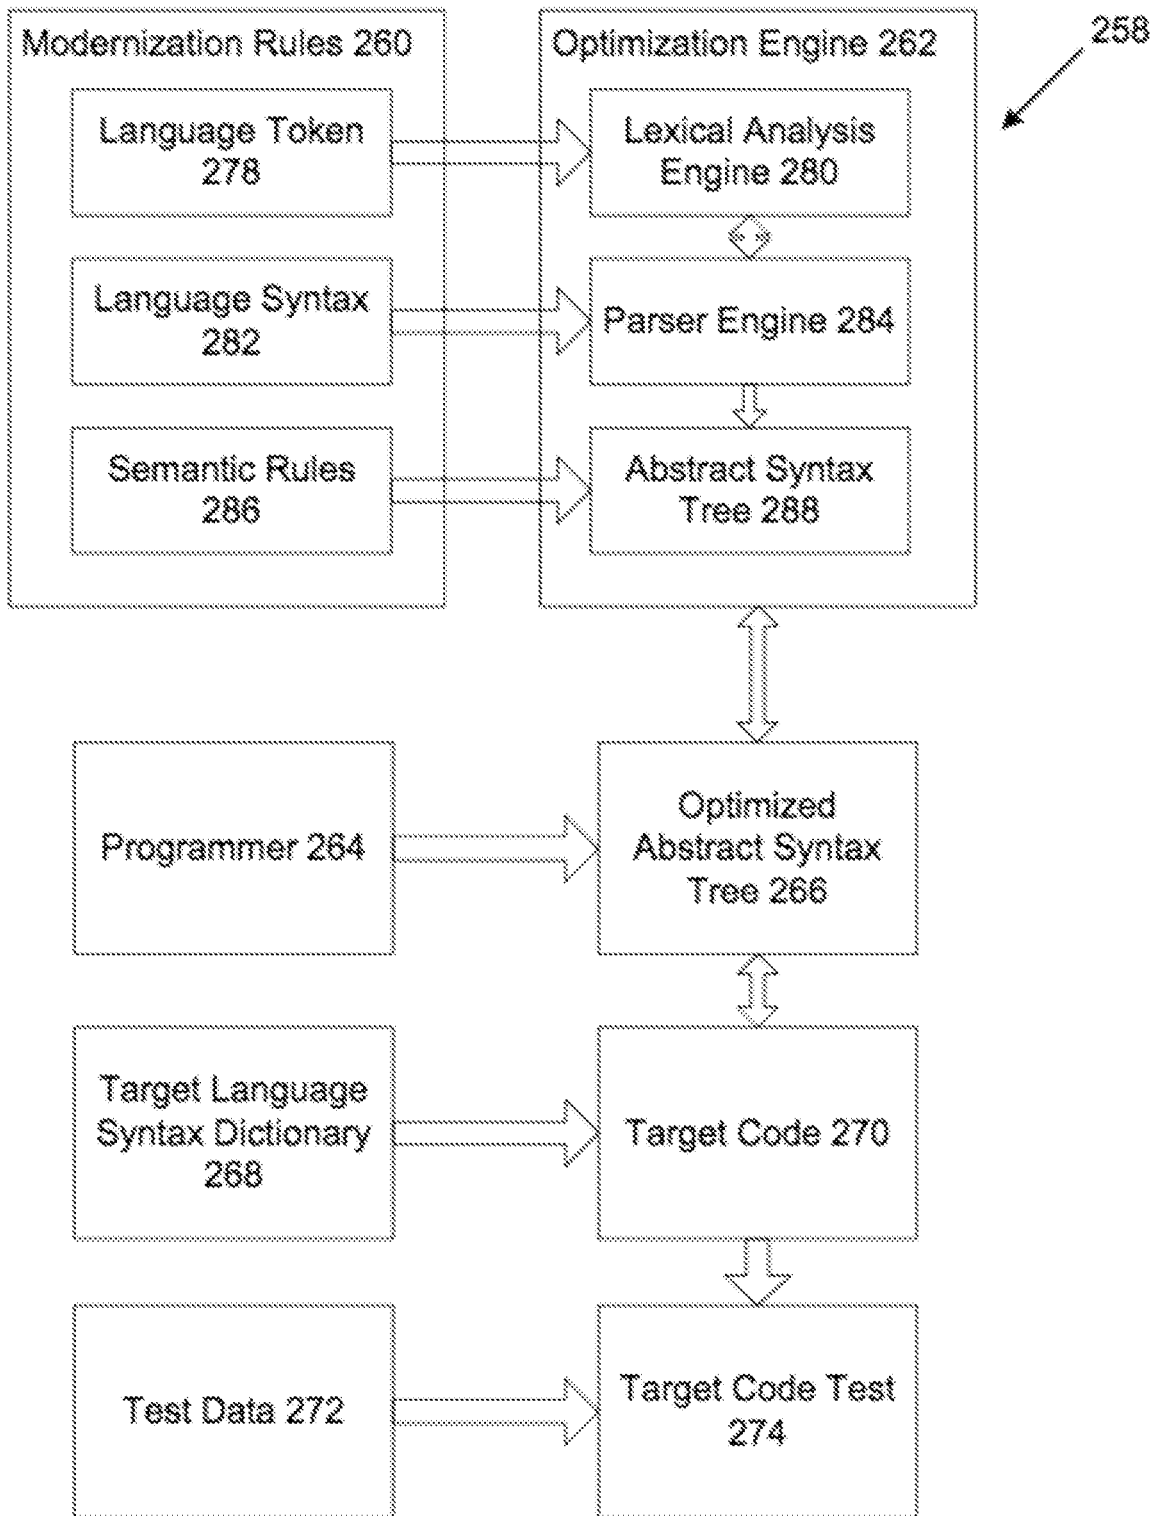 Modernization Rules 260
Optimization Engine 262
258
Language Token
278
Lexical Analysis
Engine 280
Language Syntax
282
Parser Engine 284
Semantic Rules
286
Abstract Syntax
Tree 288
Programmer 264
Optimized
Abstract Syntax
Tree 266
Target Language
Syntax Dictionary
268
Target Code 270
Test Data 272
Target Code Test
274